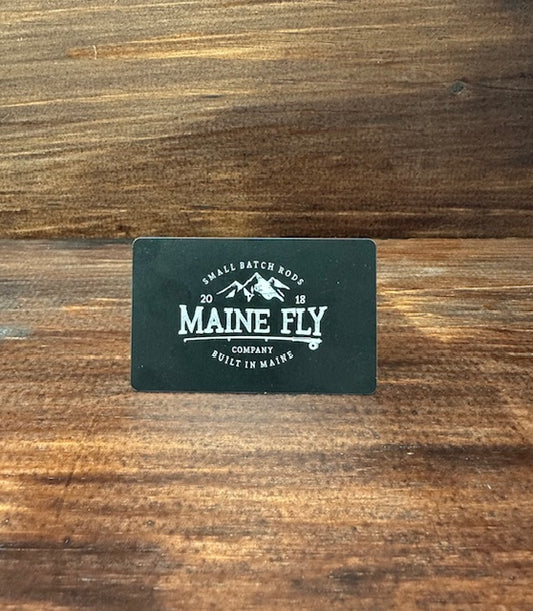 SMALL BATCH RODS
20 18
MAINE FLY
COMPANY
BUILT IN MAINE